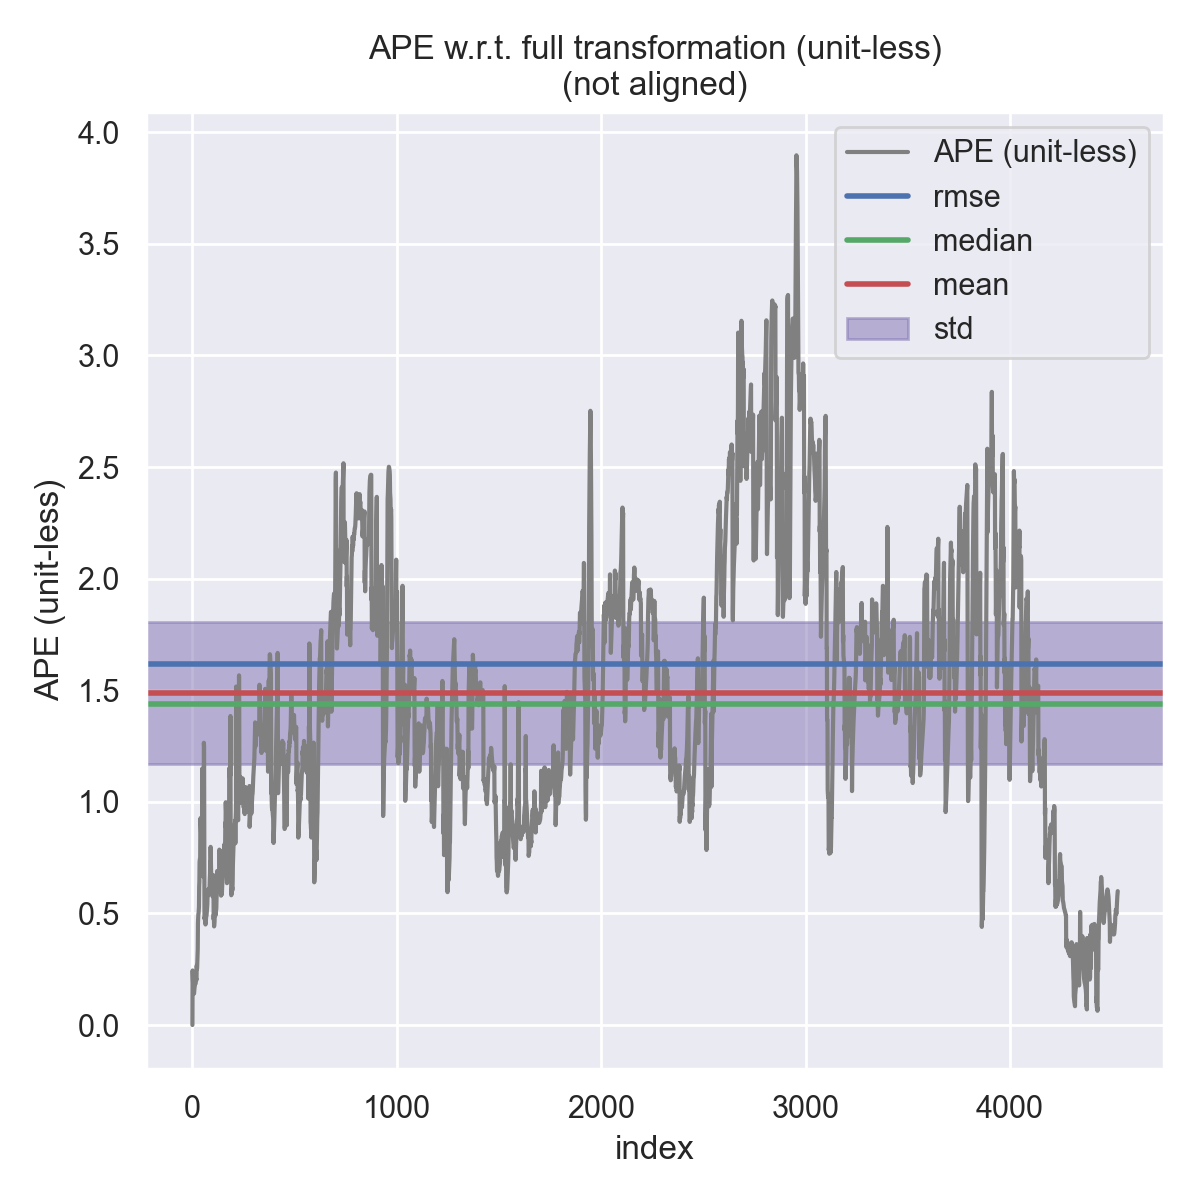 APE w.r.t. full transformation (unit-less)
(not aligned)
APE (unit-less)
rmse
median
mean
std
4.0
3.5
3.0
2.5
2.0
1.5
1.0
0.5
0.0
APE (unit-less)
0 1000 2000 3000 4000
index